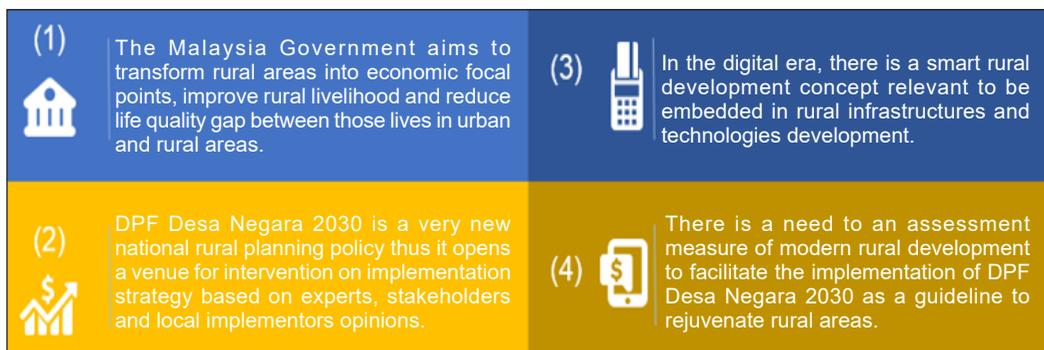 (1)
The Malaysia Government aims to
transform rural areas into economic focal
points, improve rural livelihood and reduce
life quality gap between those lives in urban
and rural areas.
(2)
DPF Desa Negara 2030 is a very new
national rural planning policy thus it opens
a venue for intervention on implementation
strategy based on experts, stakeholders
and local implementors opinions.
(3)
In the digital era, there is a smart rural
development concept relevant to be
embedded in rural infrastructures and
technologies development.
(4)
There is a need to an assessment
measure of modern rural development
to facilitate the implementation of DPF
Desa Negara 2030 as a guideline to
rejuvenate rural areas.